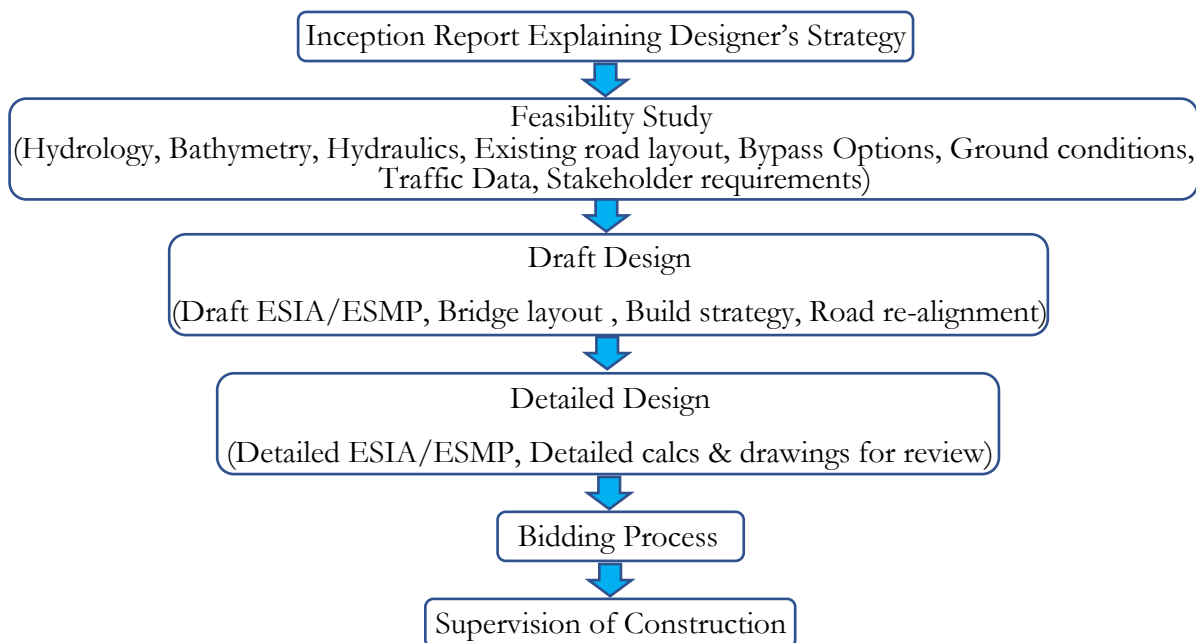 Inception Report Explaining Designer’s Strategy
Feasibility Study
(Hydrology, Bathymetry, Hydraulics, Existing road layout, Bypass Options, Ground conditions,
Traffic Data, Stakeholder requirements)
Draft Design
(Draft ESIA/ESMP, Bridge layout , Build strategy, Road re-alignment)
Detailed Design
(Detailed ESIA/ESMP, Detailed calcs & drawings for review)
Bidding Process
Supervision of Construction